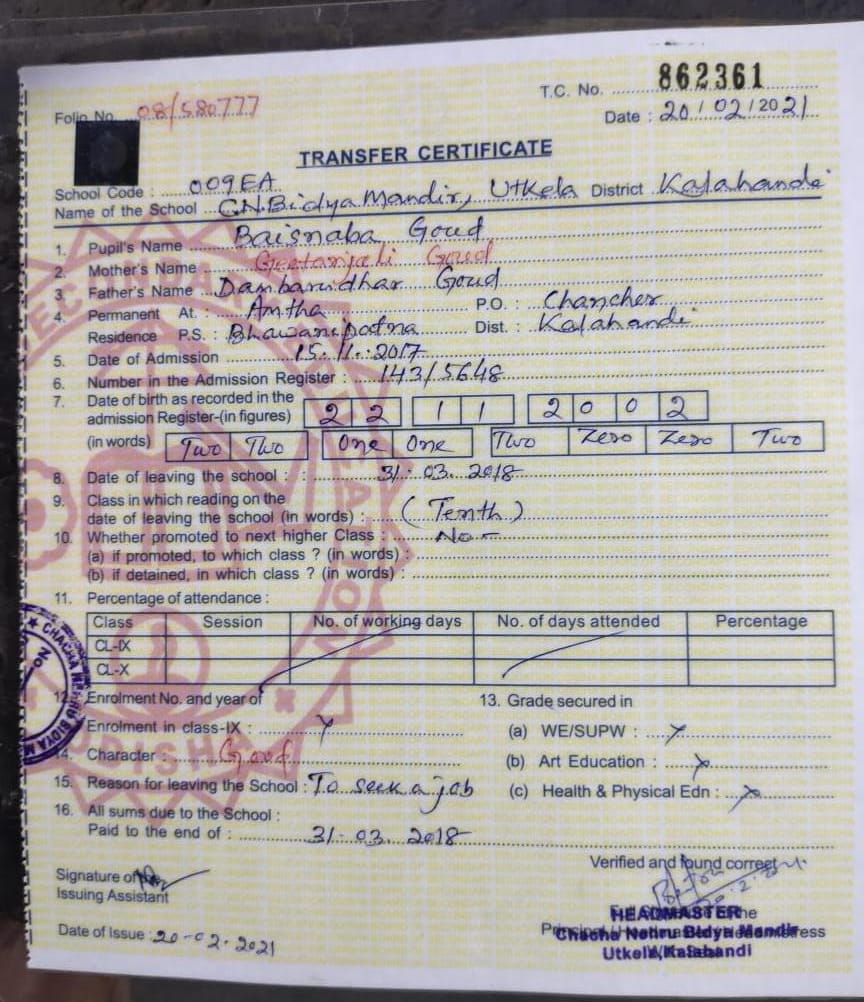 T.C. No. 862361
Folio No. 08/580777
Date : 20/02/2021
TRANSFER CERTIFICATE
School Code : 009EA
Name of the School C.N.Bidya Mandir, Utkela District Kalahandi
1. Pupil's Name Baisnaba Goud
2. Mother's Name Geetanjali Goud
3. Father's Name Dambarudhar Goud
4. Permanent At. : Amtha P.O. : Chancher
Residence P.S. : Bhawanipatna Dist. : Kalahandi
5. Date of Admission 15.11.2017
6. Number in the Admission Register : 143/5648
7. Date of birth as recorded in the
admission Register-(in figures) 2 2 1 1 2 0 0 2
(in words) Two Two One One Two Zero Zero Two
8. Date of leaving the school : : 31-03.2018
9. Class in which reading on the
date of leaving the school (in words) : (Tenth)
10. Whether promoted to next higher Class : No -
(a) if promoted, to which class ? (in words) :
(b) if detained, in which class ? (in words) :
11. Percentage of attendance :
Class Session No. of working days No. of days attended Percentage
CL-IX
CL-X
12. Enrolment No. and year of 13. Grade secured in
Enrolment in class-IX : (a) WE/SUPW :
14. Character : Good (b) Art Education :
15. Reason for leaving the School : To seek a job (c) Health & Physical Edn :
16. All sums due to the School :
Paid to the end of : 31-03.2018
Verified and found correct
Signature of
Issuing Assistant
HEADMASTER
Chacha Nehru Bidya Mandir
Date of Issue : 20-02-2021
Utkela, Kalahandi